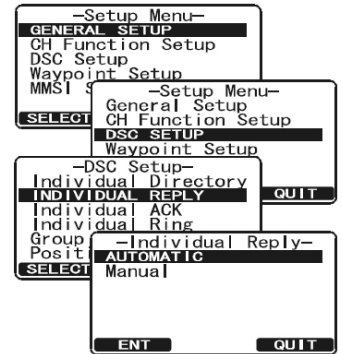 —Setup Menu—
GENERAL SETUP
CH Function Setup
DSC Setup
Waypoint Setup
MMSI S
SELECT
—Setup Menu—
General Setup
CH Function Setup
DSC SETUP
Waypoint Setup
QUIT
—DSC Setup—
Individual Directory
INDIVIDUAL REPLY
Individual ACK
Individual Ring
Group
Positi
SELECT
—Individual Reply—
AUTOMATIC
Manual
ENT QUIT